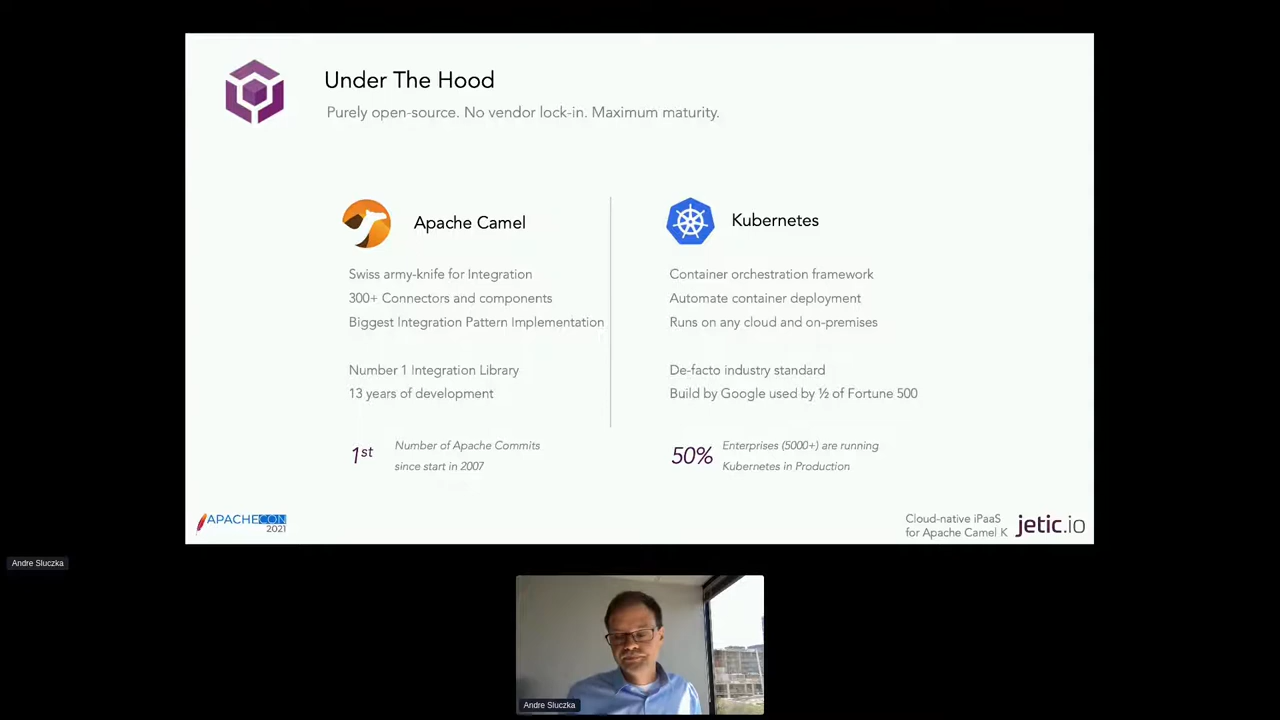 Under The Hood
Purely open-source. No vendor lock-in. Maximum maturity.
Apache Camel
Swiss army-knife for Integration
300+ Connectors and components
Biggest Integration Pattern Implementation
Number 1 Integration Library
13 years of development
1st
Number of Apache Commits
since start in 2007
Kubernetes
Container orchestration framework
Automate container deployment
Runs on any cloud and on-premises
De-facto industry standard
Build by Google used by ½ of Fortune 500
50%
Enterprises (5000+) are running
Kubernetes in Production
APACHECON
2021
Cloud-native iPaaS
for Apache Camel K
jetic.io
Andre Sluczka
Andre Sluczka